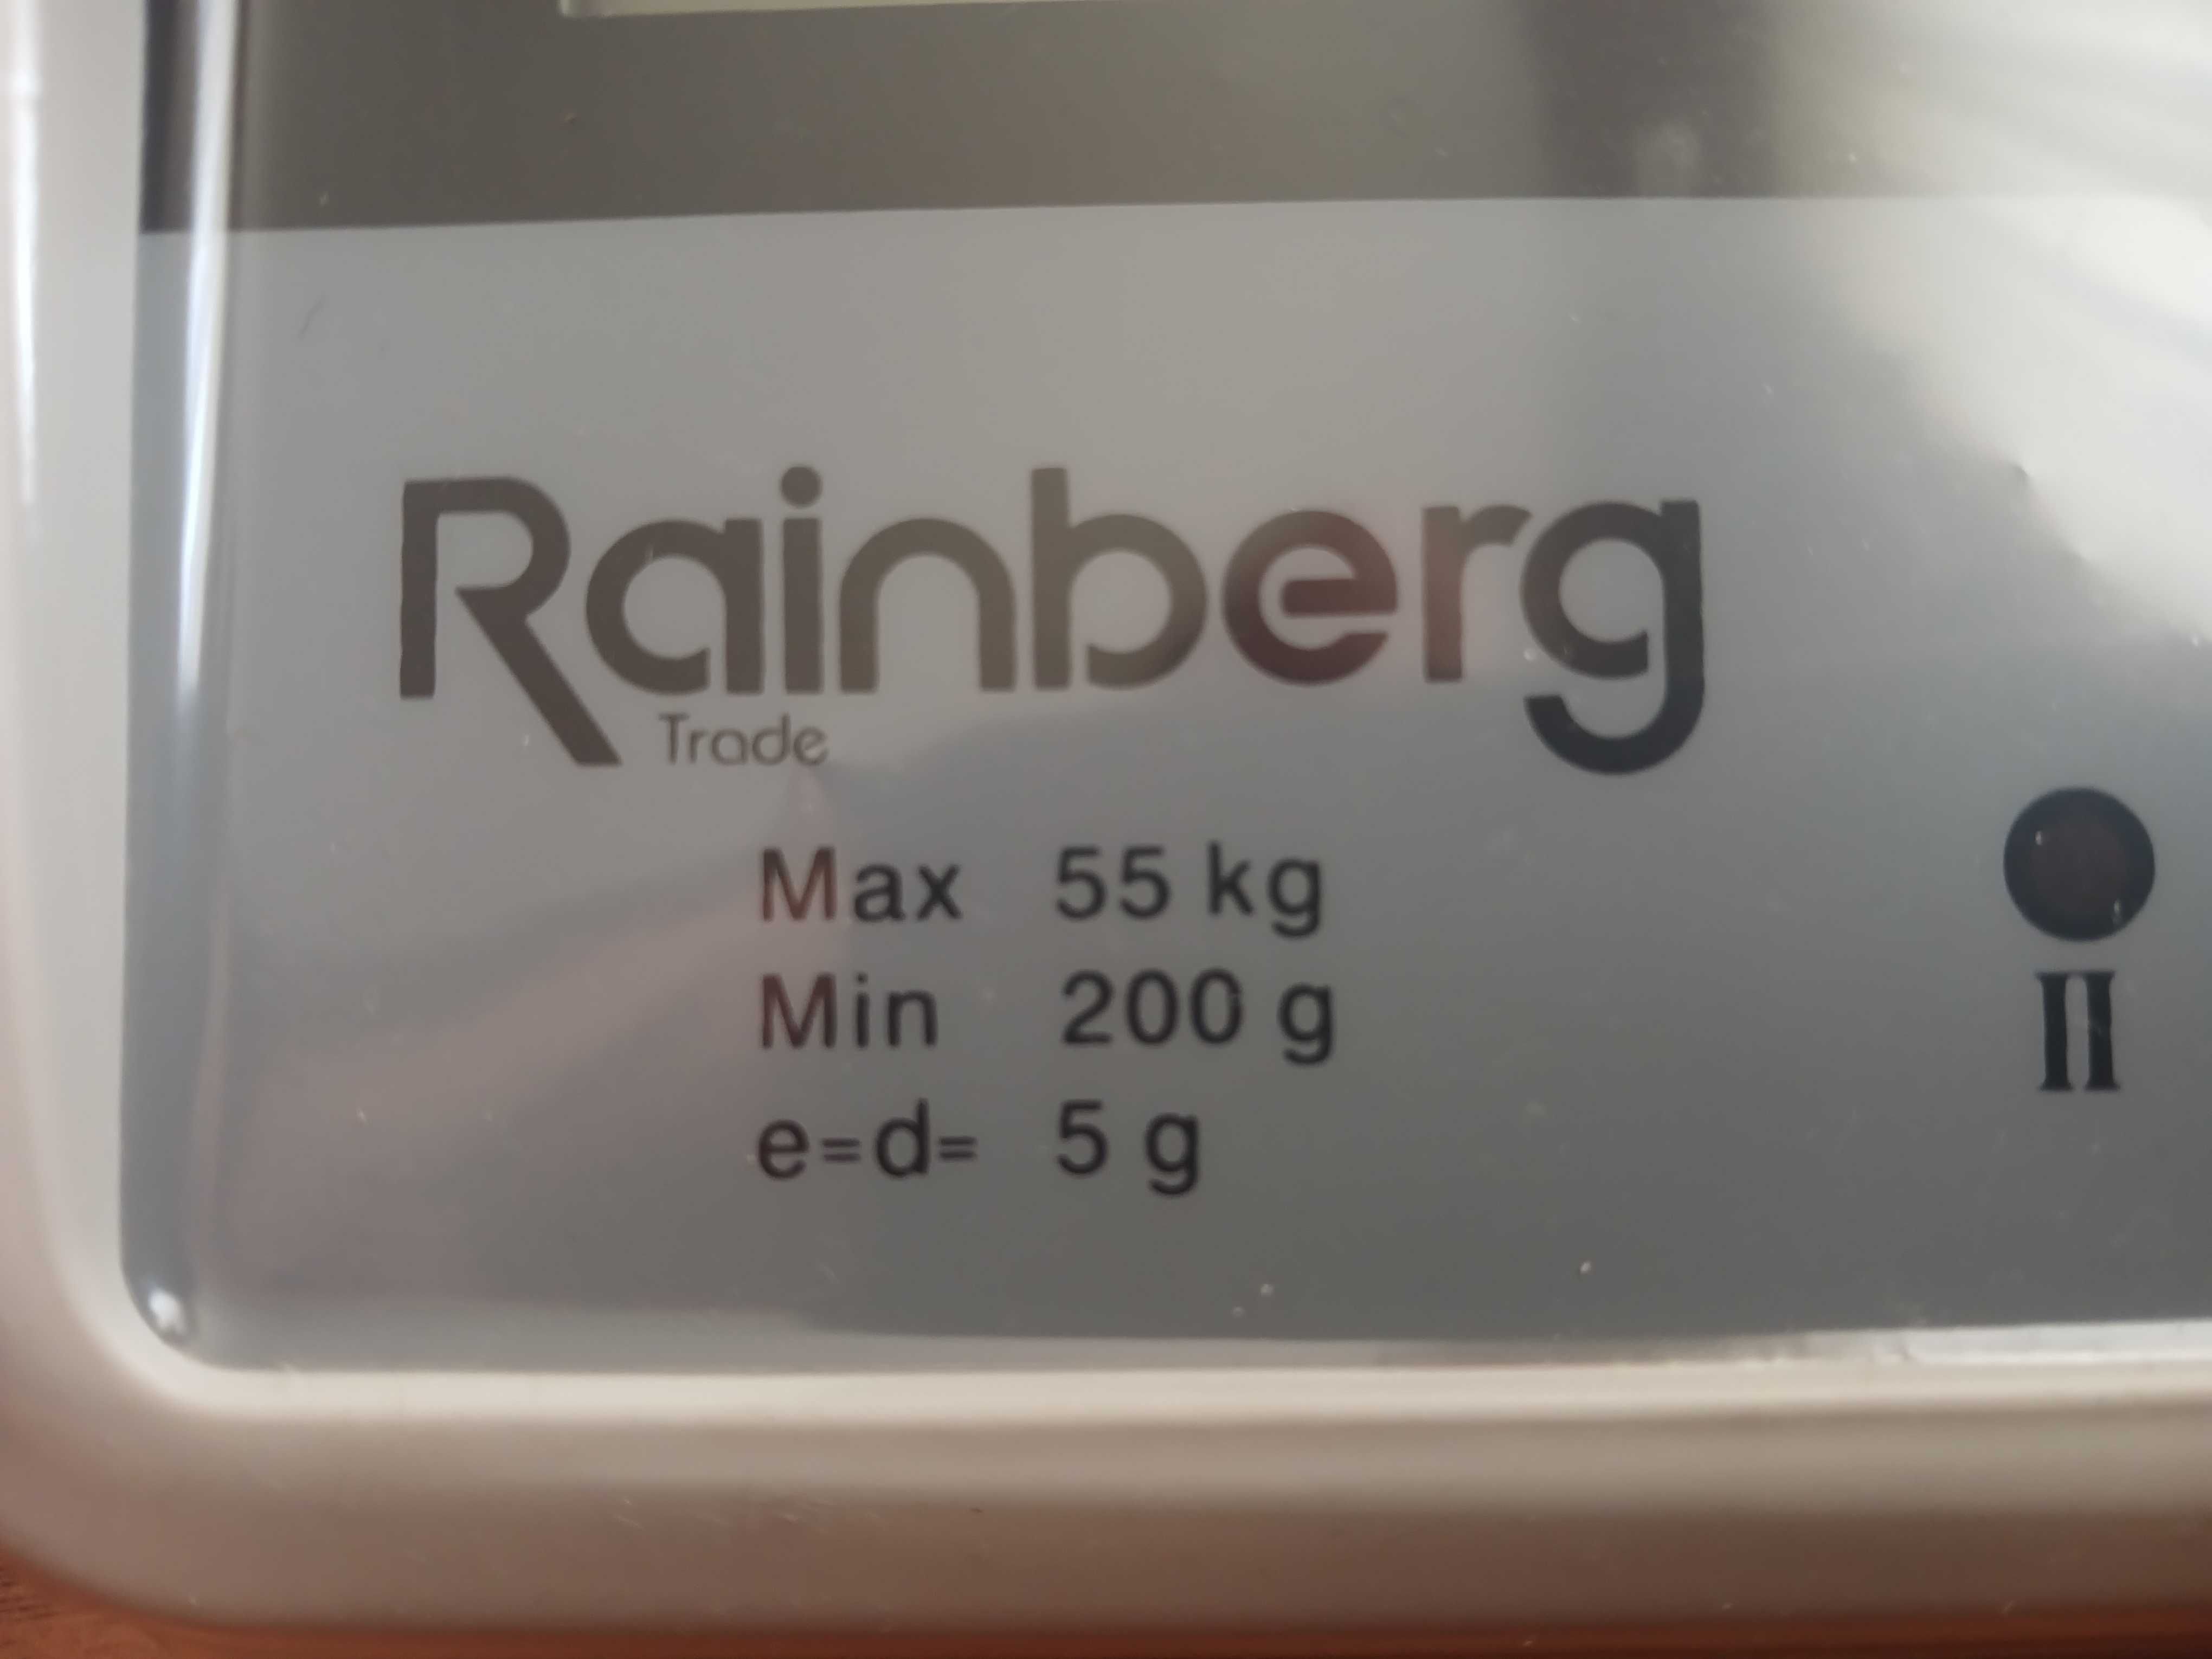 Rainberg
Trade
Max 55 kg
Min 200 g
e=d= 5 g
II